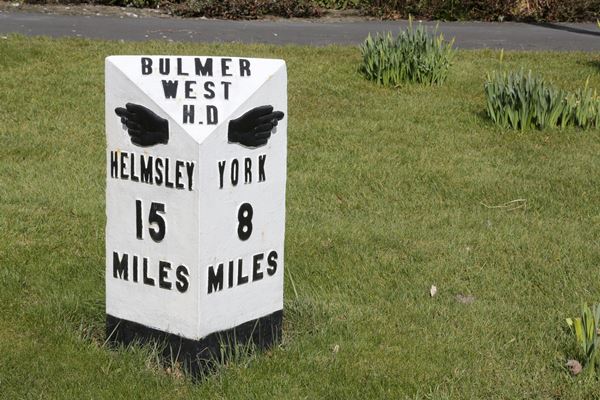 BULMER
WEST
H.D
HELMSLEY
15
MILES
YORK
8
MILES